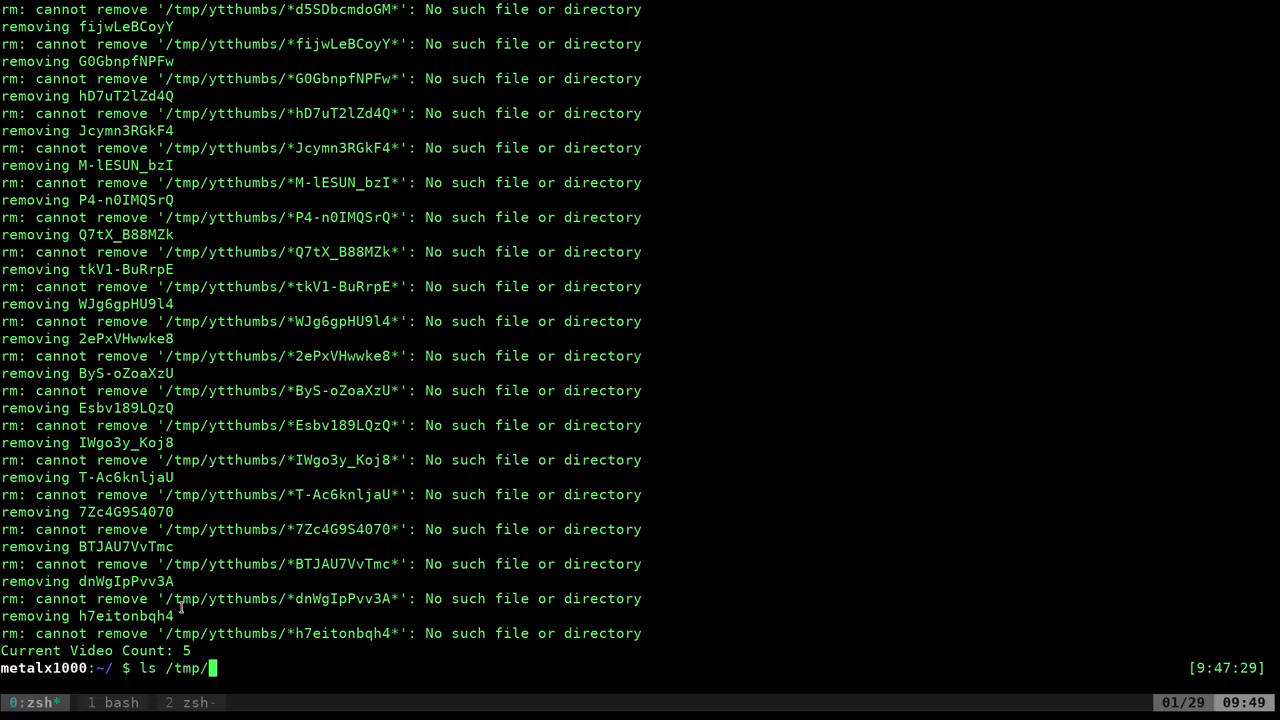 rm: cannot remove '/tmp/ytthumbs/*d5SDbcmdoGM*': No such file or directory
removing fijwLeBCoyY
rm: cannot remove '/tmp/ytthumbs/*fijwLeBCoyY*': No such file or directory
removing G0GbnpfNPFw
rm: cannot remove '/tmp/ytthumbs/*G0GbnpfNPFw*': No such file or directory
removing hD7uT2lZd4Q
rm: cannot remove '/tmp/ytthumbs/*hD7uT2lZd4Q*': No such file or directory
removing Jcymn3RGkF4
rm: cannot remove '/tmp/ytthumbs/*Jcymn3RGkF4*': No such file or directory
removing M-lESUN_bzI
rm: cannot remove '/tmp/ytthumbs/*M-lESUN_bzI*': No such file or directory
removing P4-n0IMQSrQ
rm: cannot remove '/tmp/ytthumbs/*P4-n0IMQSrQ*': No such file or directory
removing Q7tX_B88MZk
rm: cannot remove '/tmp/ytthumbs/*Q7tX_B88MZk*': No such file or directory
removing tkV1-BuRrpE
rm: cannot remove '/tmp/ytthumbs/*tkV1-BuRrpE*': No such file or directory
removing WJg6gpHU9l4
rm: cannot remove '/tmp/ytthumbs/*WJg6gpHU9l4*': No such file or directory
removing 2ePxVHwwke8
rm: cannot remove '/tmp/ytthumbs/*2ePxVHwwke8*': No such file or directory
removing ByS-oZoaXzU
rm: cannot remove '/tmp/ytthumbs/*ByS-oZoaXzU*': No such file or directory
removing Esbv189LQzQ
rm: cannot remove '/tmp/ytthumbs/*Esbv189LQzQ*': No such file or directory
removing IWgo3y_Koj8
rm: cannot remove '/tmp/ytthumbs/*IWgo3y_Koj8*': No such file or directory
removing T-Ac6knljaU
rm: cannot remove '/tmp/ytthumbs/*T-Ac6knljaU*': No such file or directory
removing 7Zc4G9S4070
rm: cannot remove '/tmp/ytthumbs/*7Zc4G9S4070*': No such file or directory
removing BTJAU7VvTmc
rm: cannot remove '/tmp/ytthumbs/*BTJAU7VvTmc*': No such file or directory
removing dnWgIpPvv3A
rm: cannot remove '/tmp/ytthumbs/*dnWgIpPvv3A*': No such file or directory
removing h7eitonbqh4
rm: cannot remove '/tmp/ytthumbs/*h7eitonbqh4*': No such file or directory
Current Video Count: 5
metalx1000:~/ $ ls /tmp/ [9:47:29]
0:zsh* 1 bash 2 zsh- 01/29 09:49